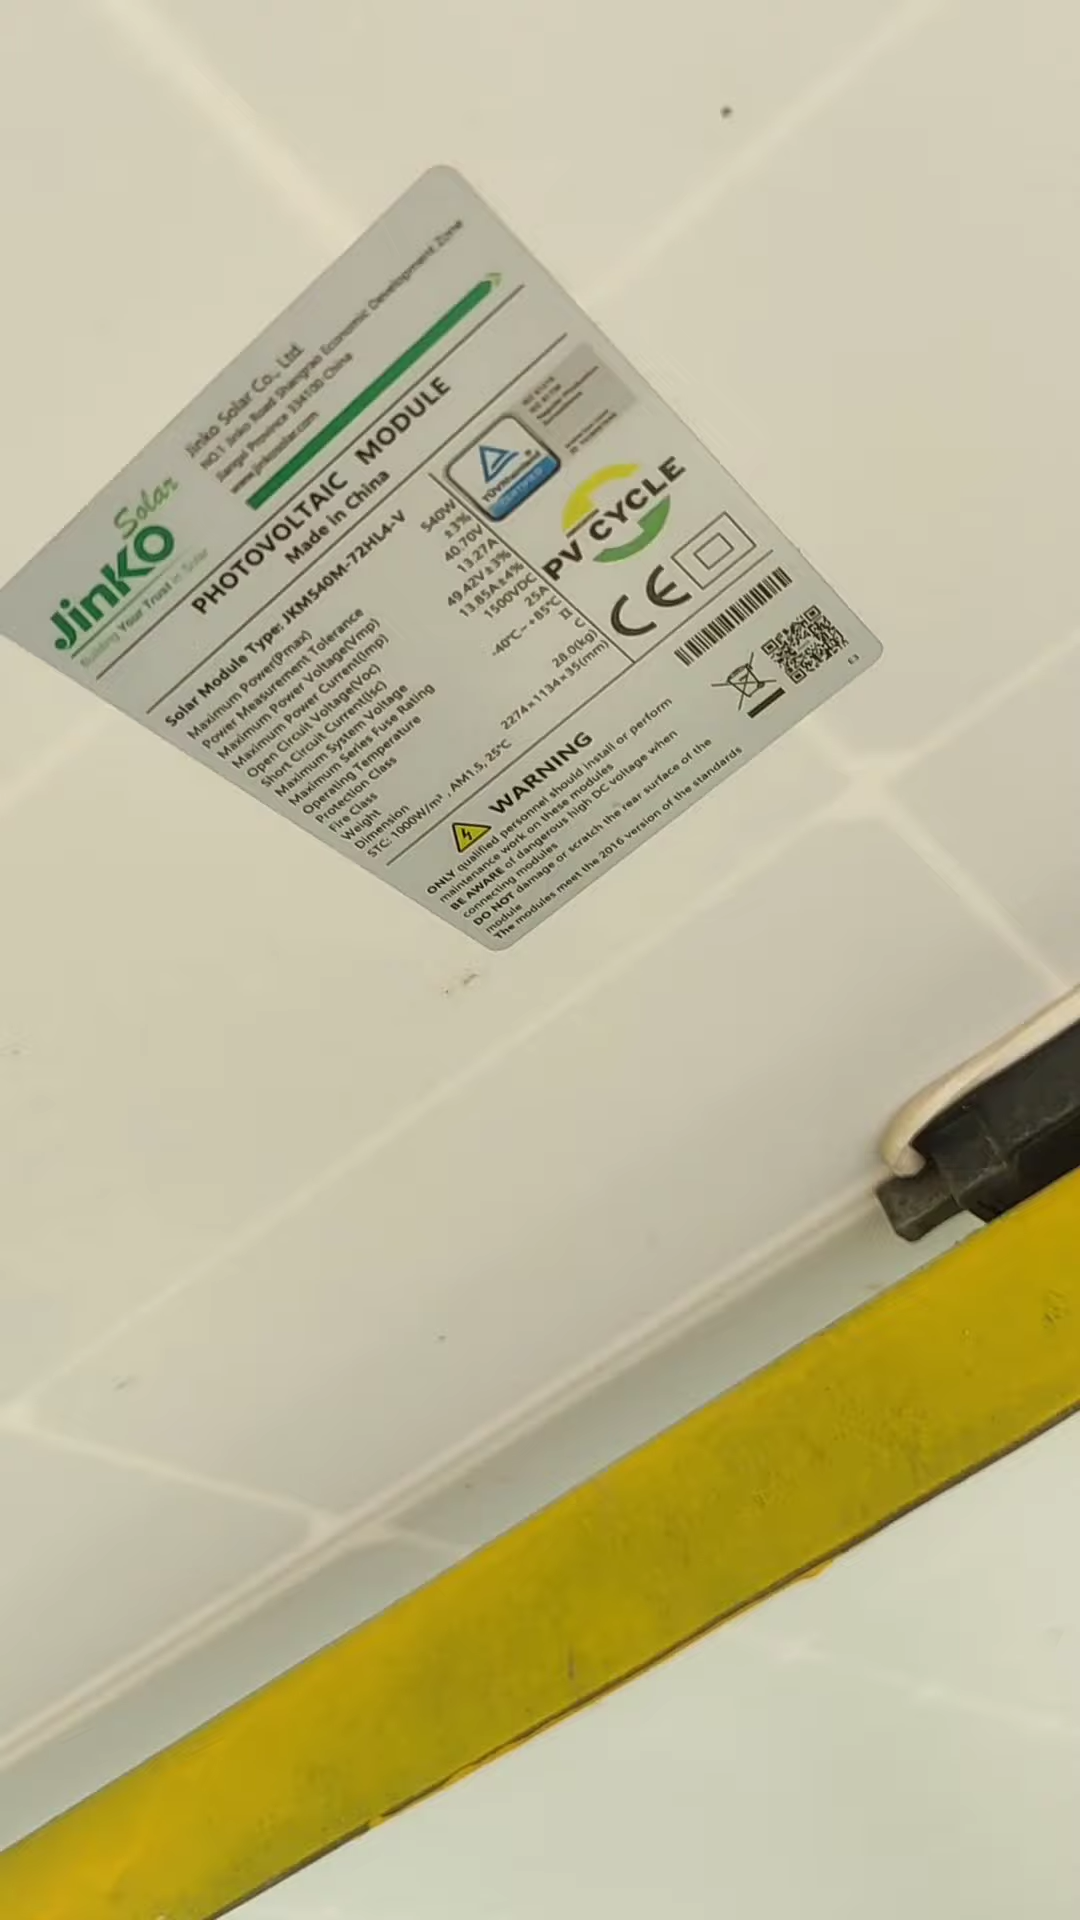 JinKO Solar
Building Your Trust in Solar
Jinko Solar Co., Ltd.
NO.1 Jinko Road Shangrao Economic Development Zone
Jiangxi Province 334100 China
www.jinkosolar.com
PHOTOVOLTAIC MODULE
Made in China
Solar Module Type: JKM540M-72HL4-V
Maximum Power(Pmax) 540W
Power Measurement Tolerance ±3%
Maximum Power Voltage(Vmp) 40.70V
Maximum Power Current(Imp) 13.27A
Open Circuit Voltage(Voc) 49.42V±3%
Short Circuit Current(Isc) 13.85A±4%
Maximum System Voltage 1500VDC
Maximum Series Fuse Rating 25A
Operating Temperature -40℃~+85℃
Protection Class II
Fire Class C
Weight 28.0(kg)
Dimension 2274×1134×35(mm)
STC: 1000W/m², AM1.5, 25℃
TÜVRheinland
CERTIFIED
PV CYCLE
CE
WARNING
ONLY qualified personnel should install or perform
maintenance work on these modules
BE AWARE of dangerous high DC voltage when
connecting modules
DO NOT damage or scratch the rear surface of the
module
The modules meet the 2016 version of the standards